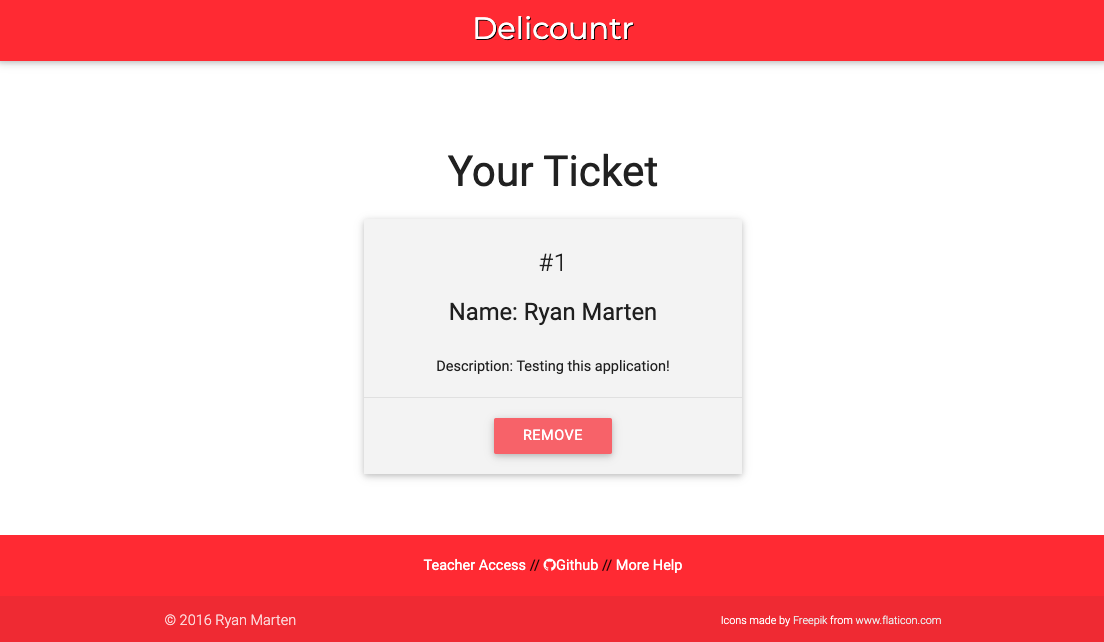 Delicountr
Your Ticket
#1
Name: Ryan Marten
Description: Testing this application!
REMOVE
Teacher Access // Github // More Help
© 2016 Ryan Marten
Icons made by Freepik from www.flaticon.com